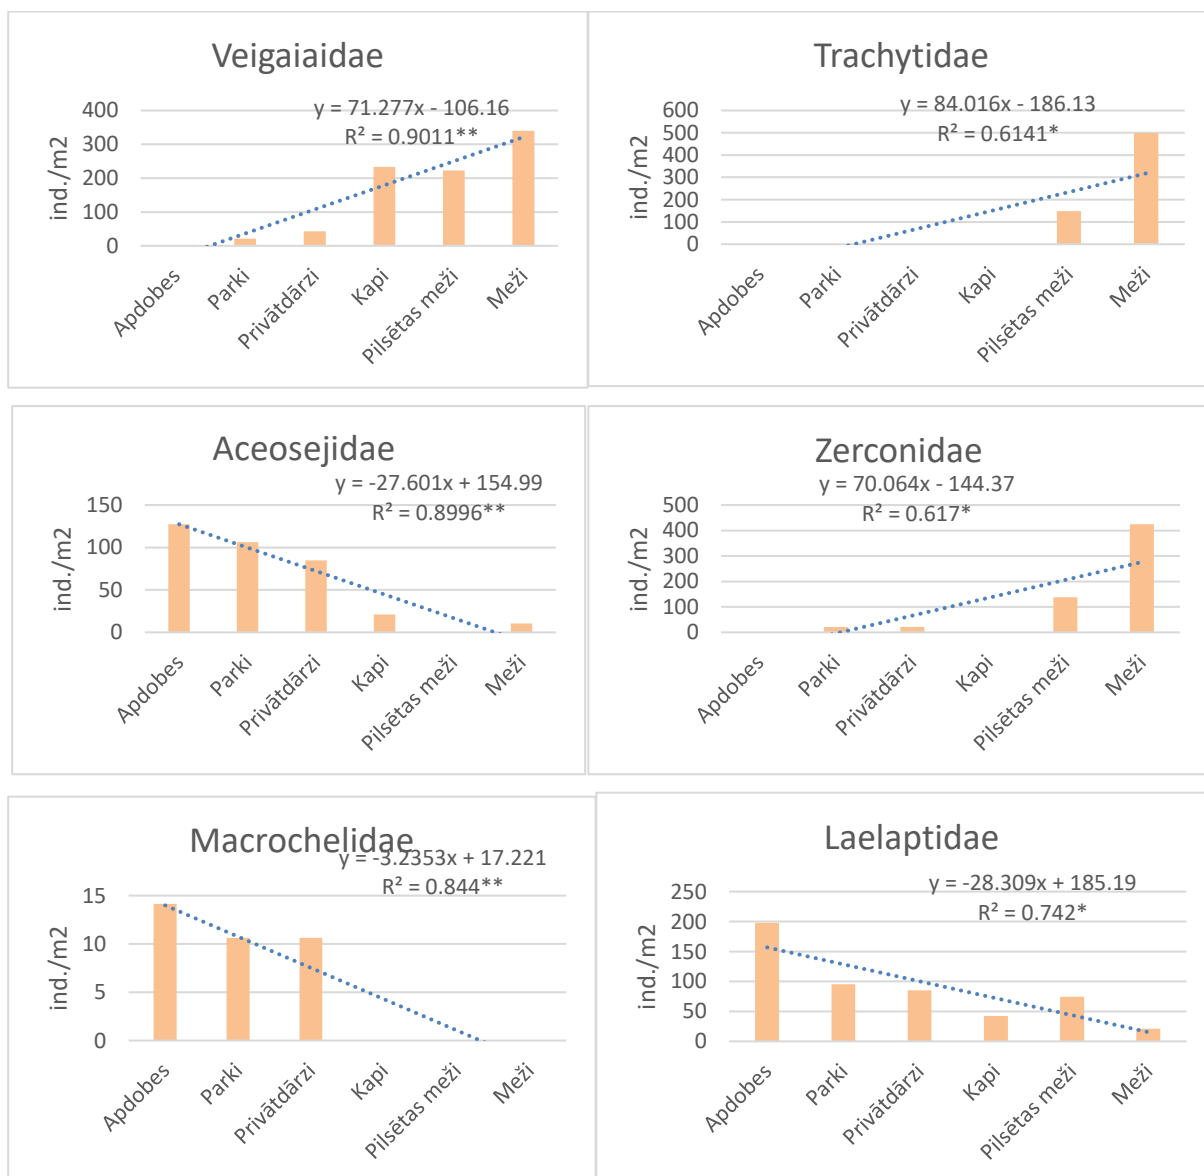 Veigaiaidae
y = 71.277x - 106.16
R² = 0.9011**
ind./m2
400
300
200
100
0
Apdobes
Parki
Privātdārzi
Kapi
Pilsētas meži
Meži
Trachytidae
y = 84.016x - 186.13
R² = 0.6141*
ind./m2
600
500
400
300
200
100
0
Apdobes
Parki
Privātdārzi
Kapi
Pilsētas meži
Meži
Aceosejidae
y = -27.601x + 154.99
R² = 0.8996**
ind./m2
150
100
50
0
Apdobes
Parki
Privātdārzi
Kapi
Pilsētas meži
Meži
Zerconidae
y = 70.064x - 144.37
R² = 0.617*
ind./m2
500
400
300
200
100
0
Apdobes
Parki
Privātdārzi
Kapi
Pilsētas meži
Meži
Macrochelidae
y = -3.2353x + 17.221
R² = 0.844**
ind./m2
15
10
5
0
Apdobes
Parki
Privātdārzi
Kapi
Pilsētas meži
Meži
Laelaptidae
y = -28.309x + 185.19
R² = 0.742*
ind./m2
250
200
150
100
50
0
Apdobes
Parki
Privātdārzi
Kapi
Pilsētas meži
Meži